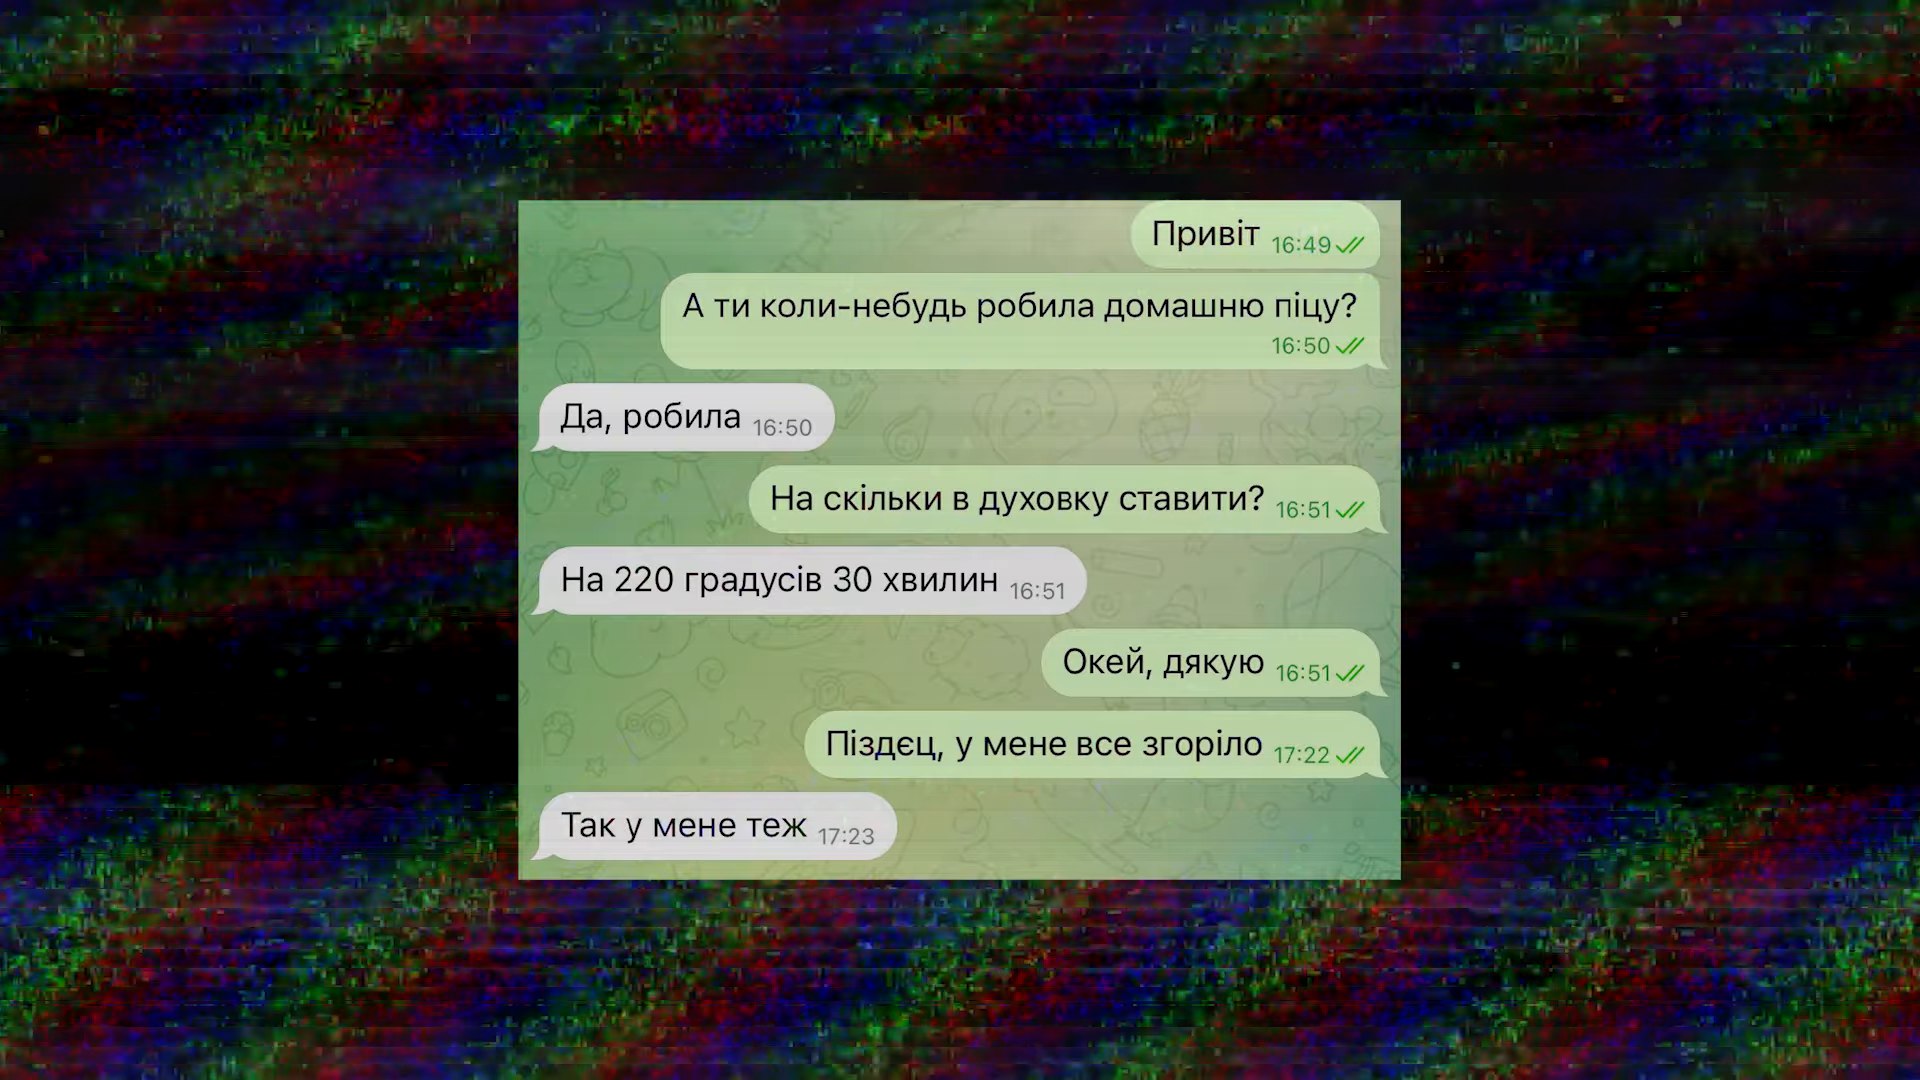 Привіт 16:49
А ти коли-небудь робила домашню піцу?
16:50
Да, робила 16:50
На скільки в духовку ставити? 16:51
На 220 градусів 30 хвилин 16:51
Окей, дякую 16:51
Піздєц, у мене все згоріло 17:22
Так у мене теж 17:23